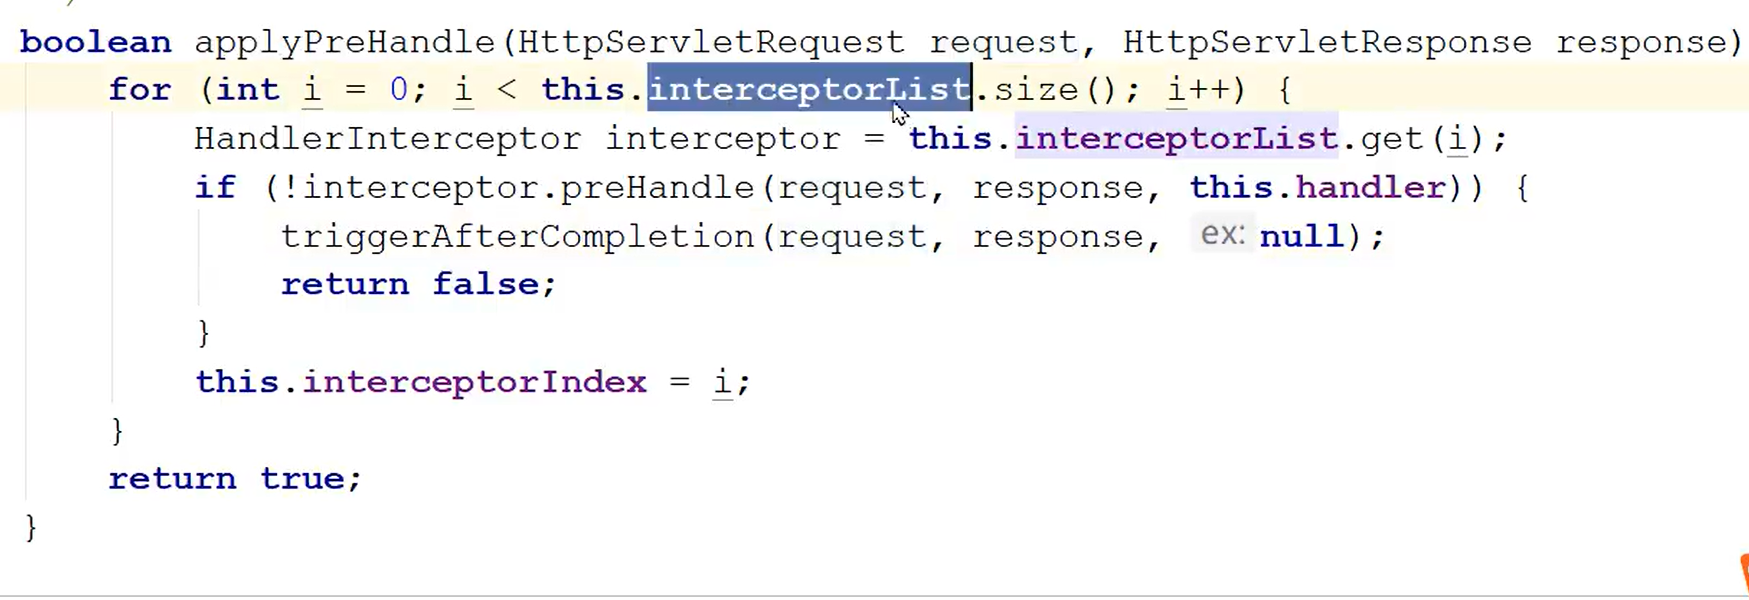 boolean applyPreHandle(HttpServletRequest request, HttpServletResponse response)
for (int i = 0; i < this.interceptorList.size(); i++) {
HandlerInterceptor interceptor = this.interceptorList.get(i);
if (!interceptor.preHandle(request, response, this.handler)) {
triggerAfterCompletion(request, response, ex: null);
return false;
}
this.interceptorIndex = i;
}
return true;
}